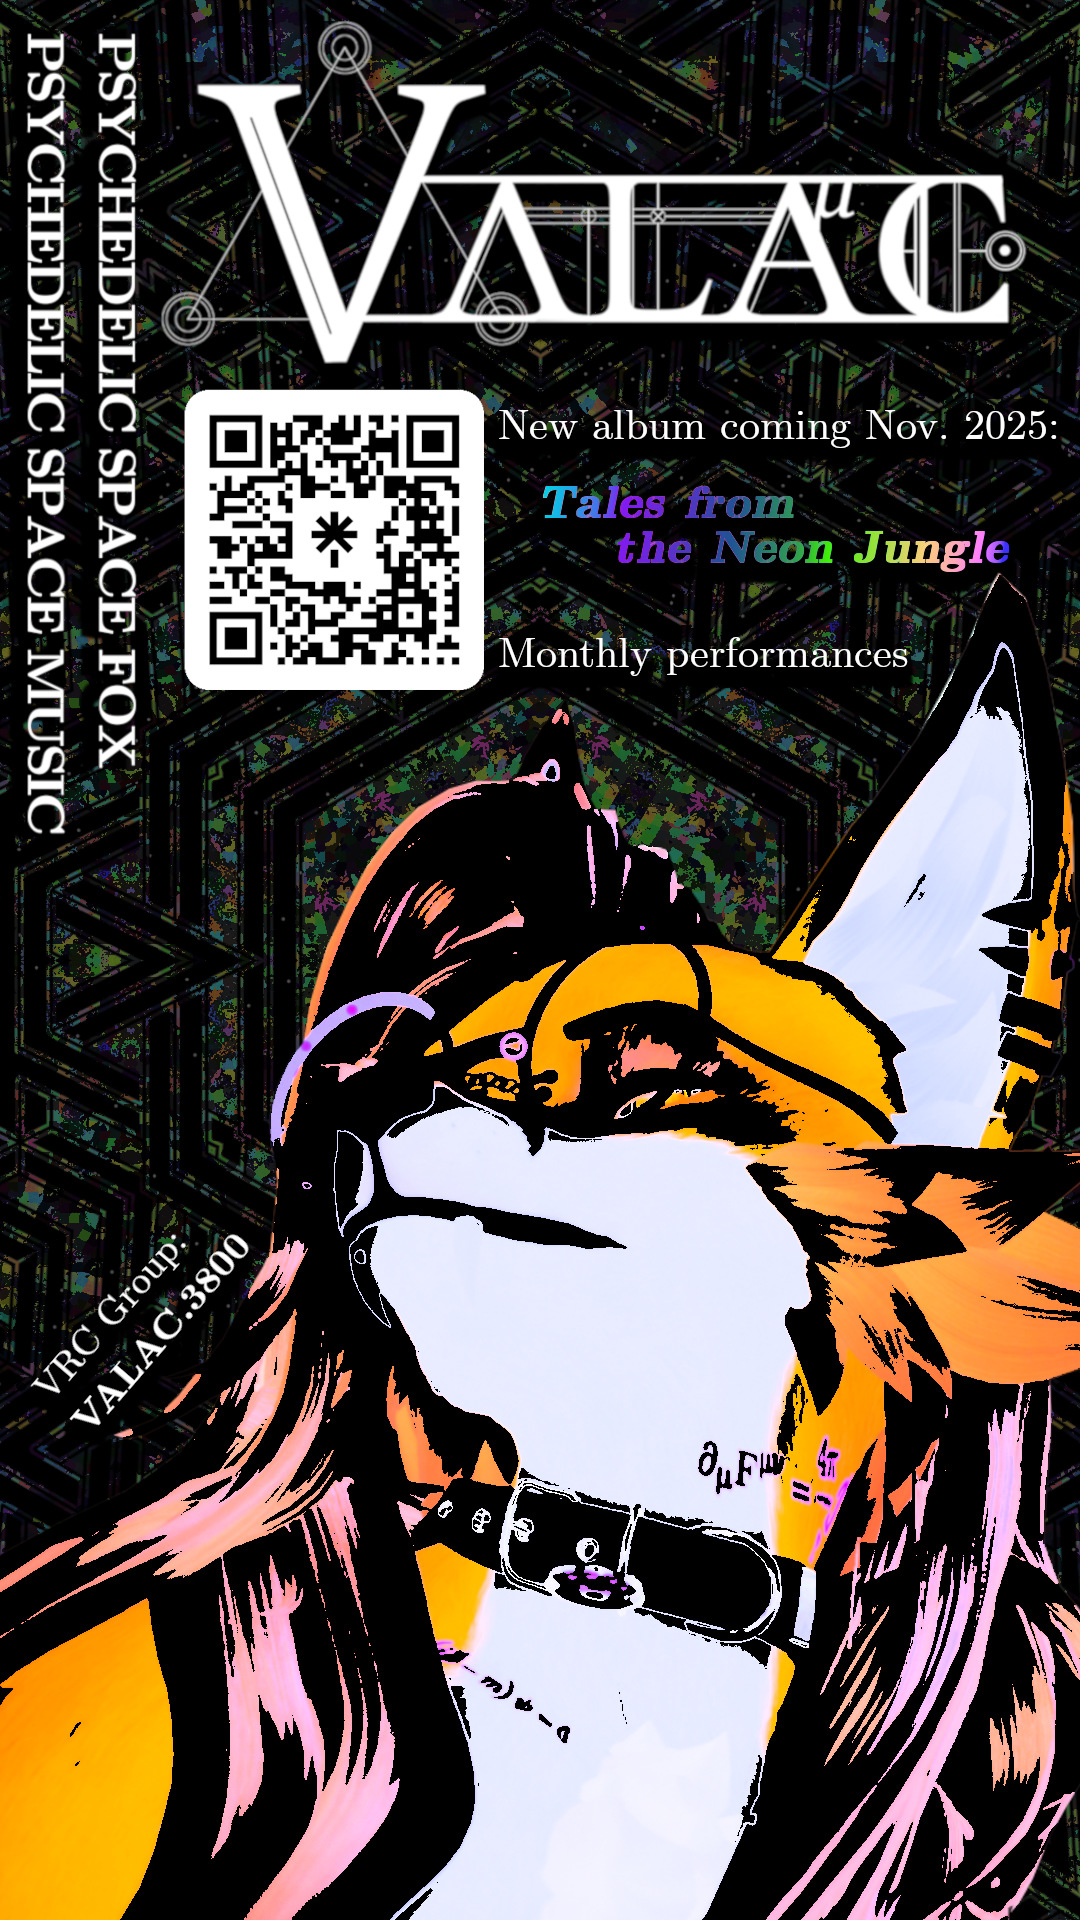 VALAC
μ
PSYCHEDELIC SPACE FOX
PSYCHEDELIC SPACE MUSIC
New album coming Nov. 2025:
Tales from
the Neon Jungle
Monthly performances
VRC Group:
VALAC.3800
∂μFμν